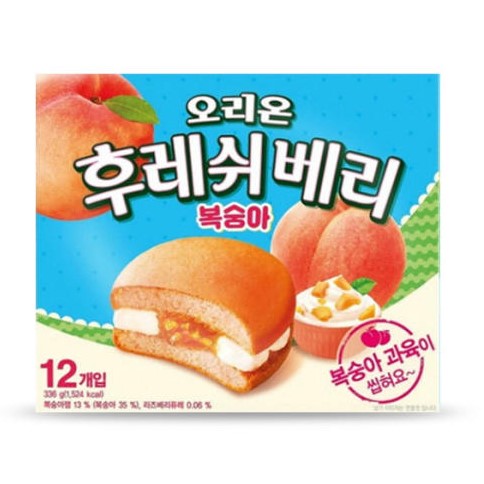 오리온
후레쉬베리
복숭아
복숭아 과육이
씹혀요~
12개입
336 g(1,524 kcal)
복숭아잼 13 % (복숭아 35 %), 라즈베리퓨레 0.06 %